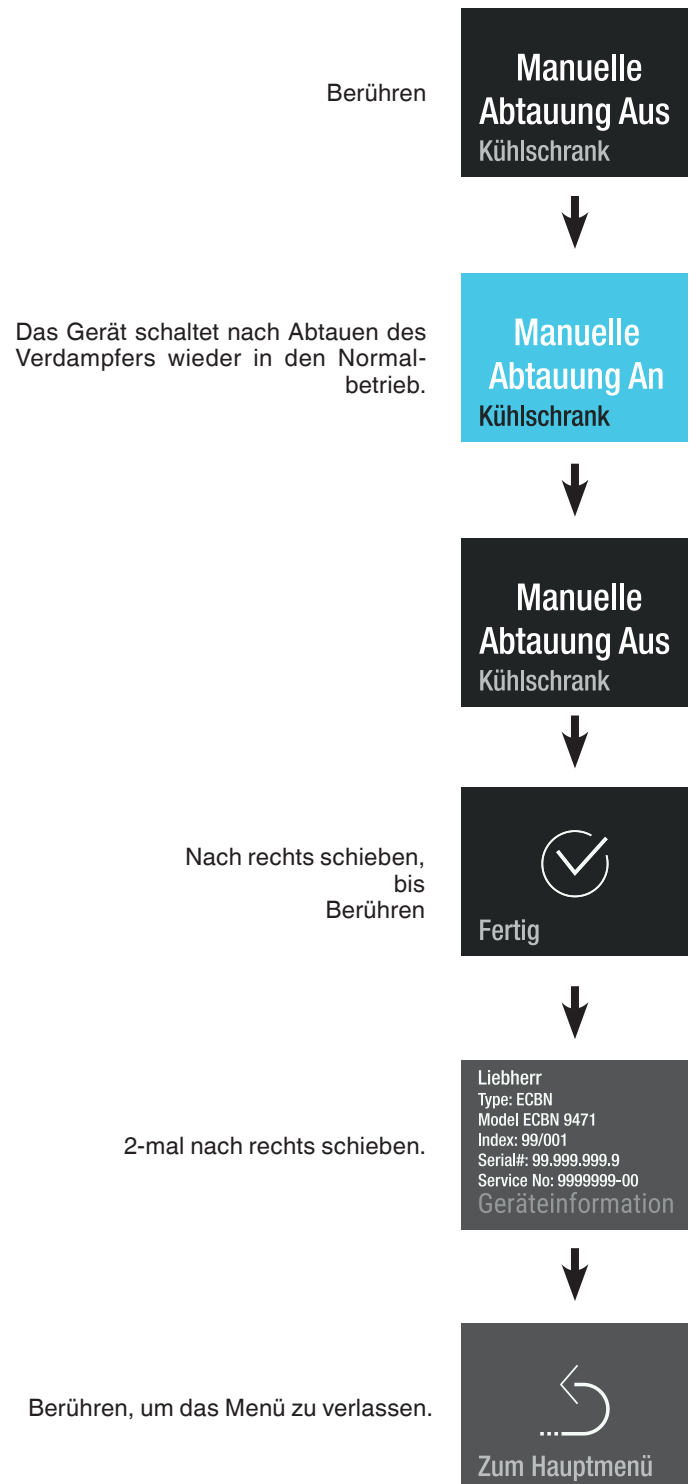 Berühren
Manuelle
Abtauung Aus
Kühlschrank
Das Gerät schaltet nach Abtauen des
Verdampfers wieder in den Normal-
betrieb.
Manuelle
Abtauung An
Kühlschrank
Manuelle
Abtauung Aus
Kühlschrank
Nach rechts schieben,
bis
Berühren
Fertig
2-mal nach rechts schieben.
Liebherr
Type: ECBN
Model ECBN 9471
Index: 99/001
Serial#: 99.999.999.9
Service No: 9999999-00
Geräteinformation
Berühren, um das Menü zu verlassen.
Zum Hauptmenü